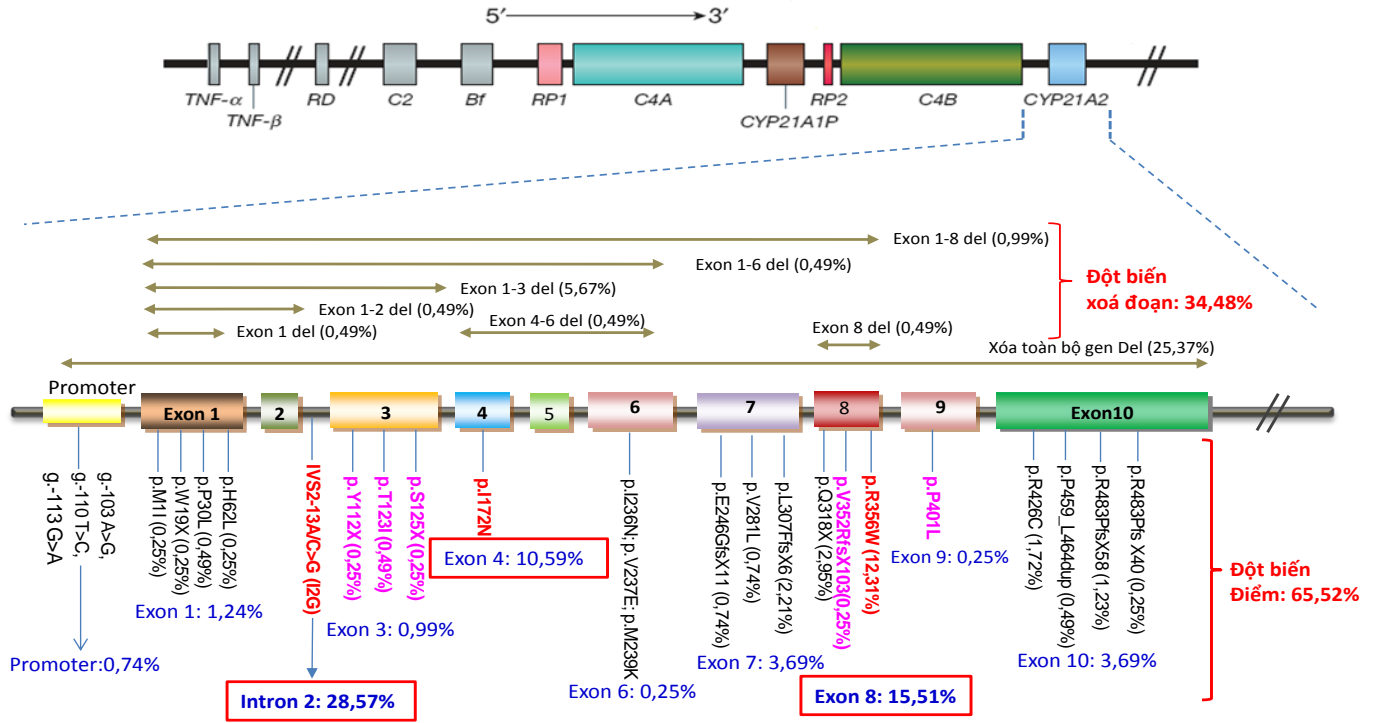 5′ 3′
TNF-α
TNF-β
RD
C2
Bf
RP1
C4A
CYP21A1P
RP2
C4B
CYP21A2
Exon 1-8 del (0,99%)
Exon 1-6 del (0,49%)
Exon 1-3 del (5,67%)
Exon 1-2 del (0,49%)
Exon 1 del (0,49%)
Exon 4-6 del (0,49%)
Exon 8 del (0,49%)
Xóa toàn bộ gen Del (25,37%)
Đột biến
xoá đoạn: 34,48%
Promoter
Exon 1
2
3
4
5
6
7
8
9
Exon10
g.-113 G>A
g.-110 T>C,
g.-103 A>G,
Promoter:0,74%
p.M1I (0,25%)
p.W19X (0,25%)
p.P30L (0,49%)
p.H62L (0,25%)
Exon 1: 1,24%
IVS2-13A/C>G (I2G)
Intron 2: 28,57%
p.Y112X (0,25%)
p.T123I (0,49%)
p.S125X (0,25%)
Exon 3: 0,99%
p.I172N
Exon 4: 10,59%
p.I236N; p.V237E; p.M239K
Exon 6: 0,25%
p.E246GfsX11 (0,74%)
p.V281L (0,74%)
p.L307FfsX6 (2,21%)
Exon 7: 3,69%
p.Q318X (2,95%)
p.V352RfsX103(0,25%)
p.R356W (12,31%)
Exon 8: 15,51%
p.P401L
Exon 9: 0,25%
p.R426C (1,72%)
p.P459_L464dup (0,49%)
p.R483PfsX58 (1,23%)
p.R483Pfs X40 (0,25%)
Exon 10: 3,69%
Đột biến
Điểm: 65,52%